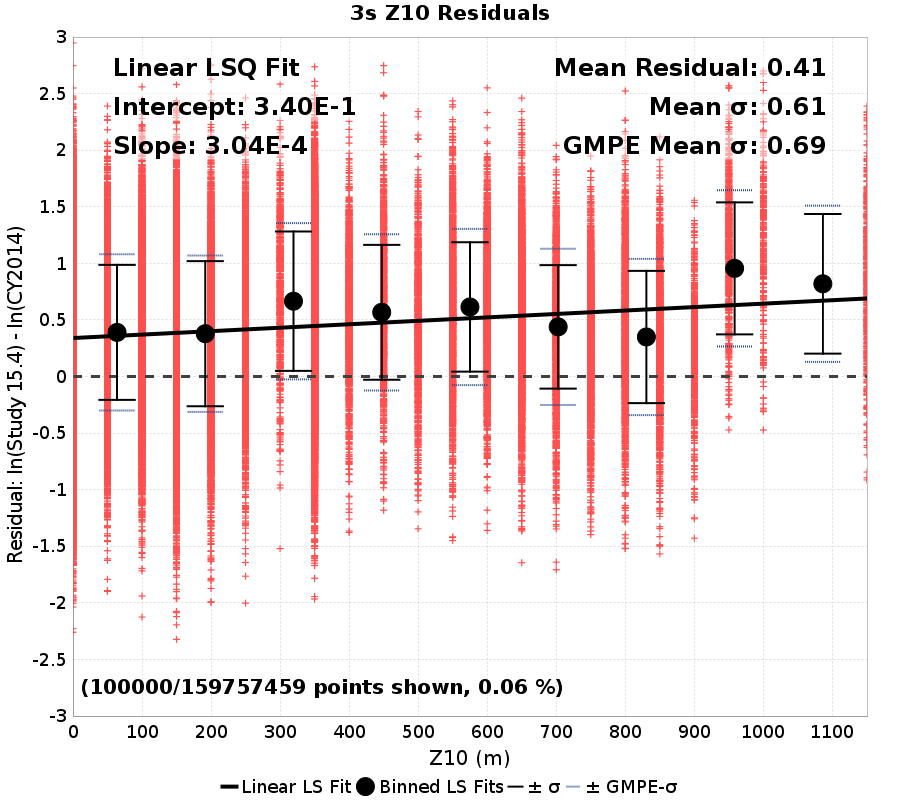 3s Z10 Residuals
Linear LSQ Fit
Intercept: 3.40E-1
Slope: 3.04E-4
Mean Residual: 0.41
Mean σ: 0.61
GMPE Mean σ: 0.69
Residual: ln(Study 15.4) - ln(CY2014)
3
2.5
2
1.5
1
0.5
0
-0.5
-1
-1.5
-2
-2.5
-3
(100000/159757459 points shown, 0.06 %)
0 100 200 300 400 500 600 700 800 900 1000 1100
Z10 (m)
Linear LS Fit Binned LS Fits ± σ ± GMPE-σ